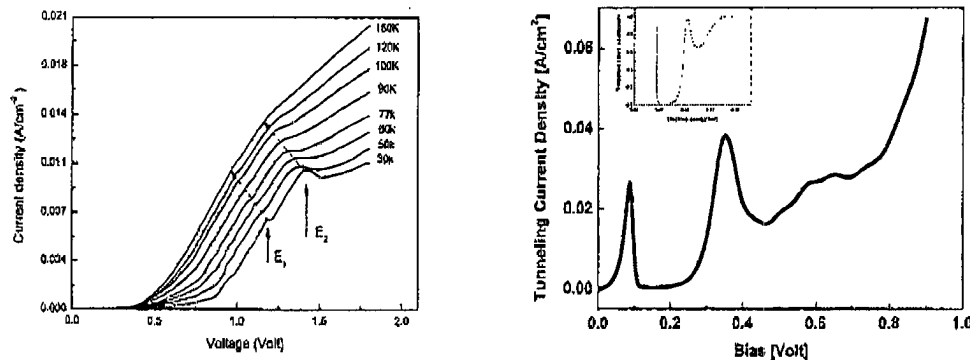 0.021
0.018
0.014
0.011
0.007
0.004
0.000
Current density (A/cm⁻²)
150K
120K
100K
90K
77k
60k
50k
30k
E₁
E₂
0.0
0.5
1.0
1.5
2.0
Voltage (Volt)
0.06
0.04
0.02
0.00
Tunneling Current Density [A/cm²]
0.0
0.2
0.4
0.6
0.8
1.0
Bias [Volt]